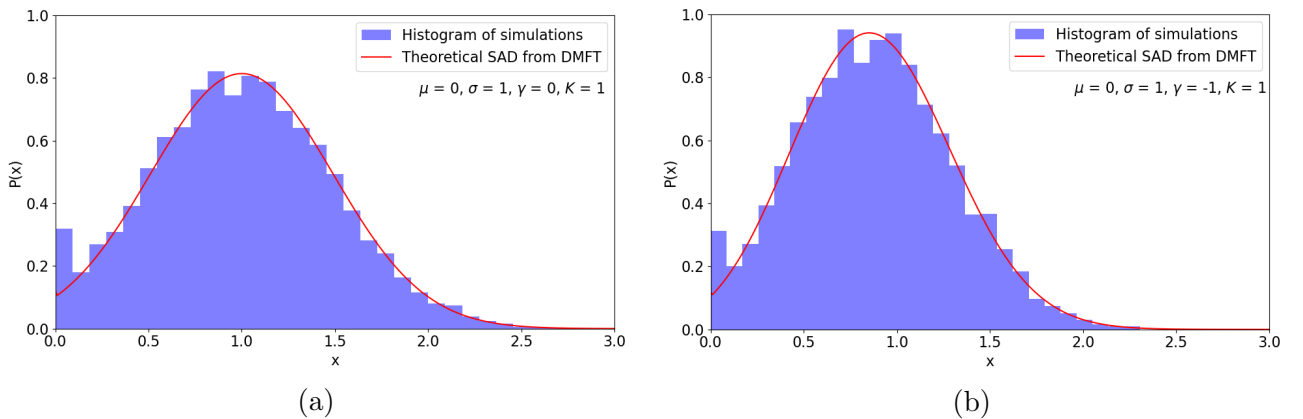 1.0
0.8
0.6
0.4
0.2
0.0
P(x)
0.0 0.5 1.0 1.5 2.0 2.5 3.0
x
Histogram of simulations
Theoretical SAD from DMFT
μ = 0, σ = 1, γ = 0, K = 1
(a)
1.0
0.8
0.6
0.4
0.2
0.0
P(x)
0.0 0.5 1.0 1.5 2.0 2.5 3.0
x
Histogram of simulations
Theoretical SAD from DMFT
μ = 0, σ = 1, γ = -1, K = 1
(b)